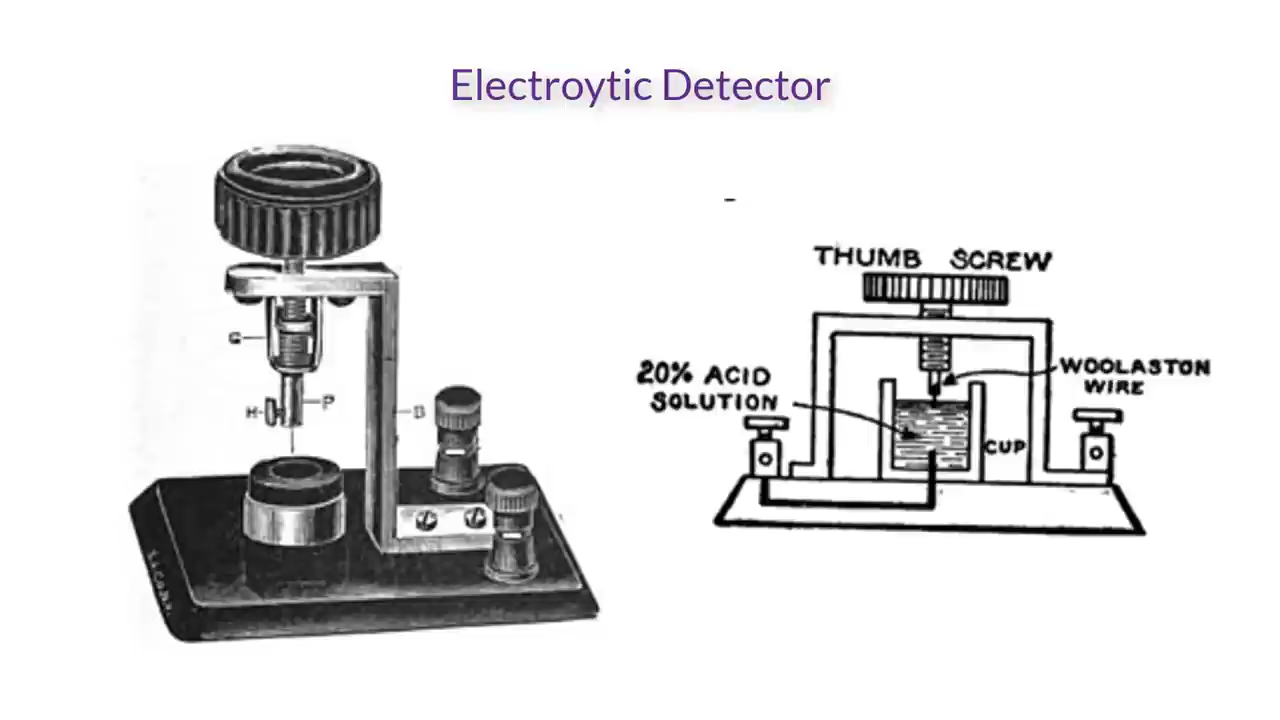 Electroytic Detector
G
H
P
B
THUMB SCREW
20% ACID
SOLUTION
WOOLASTON
WIRE
CUP